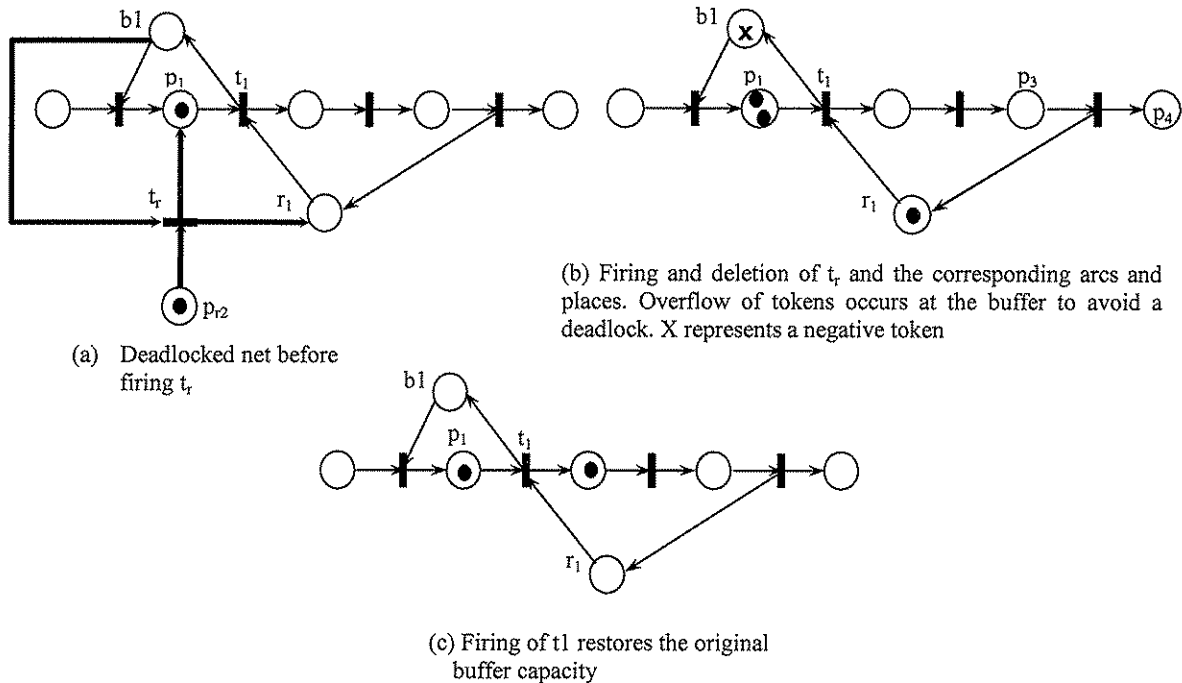 b1
p1
t1
tr
r1
pr2
(a) Deadlocked net before
firing tr
b1
X
p1
t1
p3
p4
r1
(b) Firing and deletion of tr and the corresponding arcs and
places. Overflow of tokens occurs at the buffer to avoid a
deadlock. X represents a negative token
b1
p1
t1
r1
(c) Firing of t1 restores the original
buffer capacity